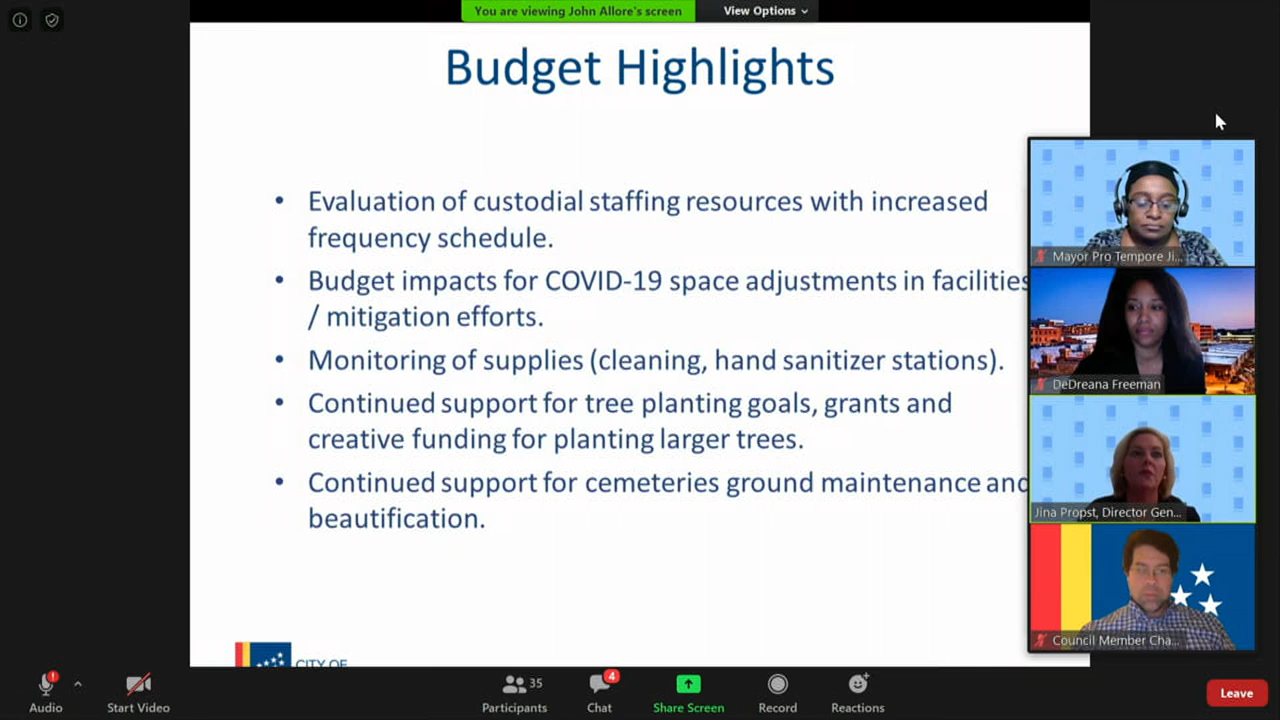 You are viewing John Allore's screen
View Options
Budget Highlights
• Evaluation of custodial staffing resources with increased
frequency schedule.
• Budget impacts for COVID-19 space adjustments in facilities
/ mitigation efforts.
• Monitoring of supplies (cleaning, hand sanitizer stations).
• Continued support for tree planting goals, grants and
creative funding for planting larger trees.
• Continued support for cemeteries ground maintenance and
beautification.
CITY OF
Mayor Pro Tempore Ji...
DeDreana Freeman
Jina Propst, Director Gen...
Council Member Cha...
Audio
Start Video
35
Participants
4
Chat
Share Screen
Record
Reactions
Leave